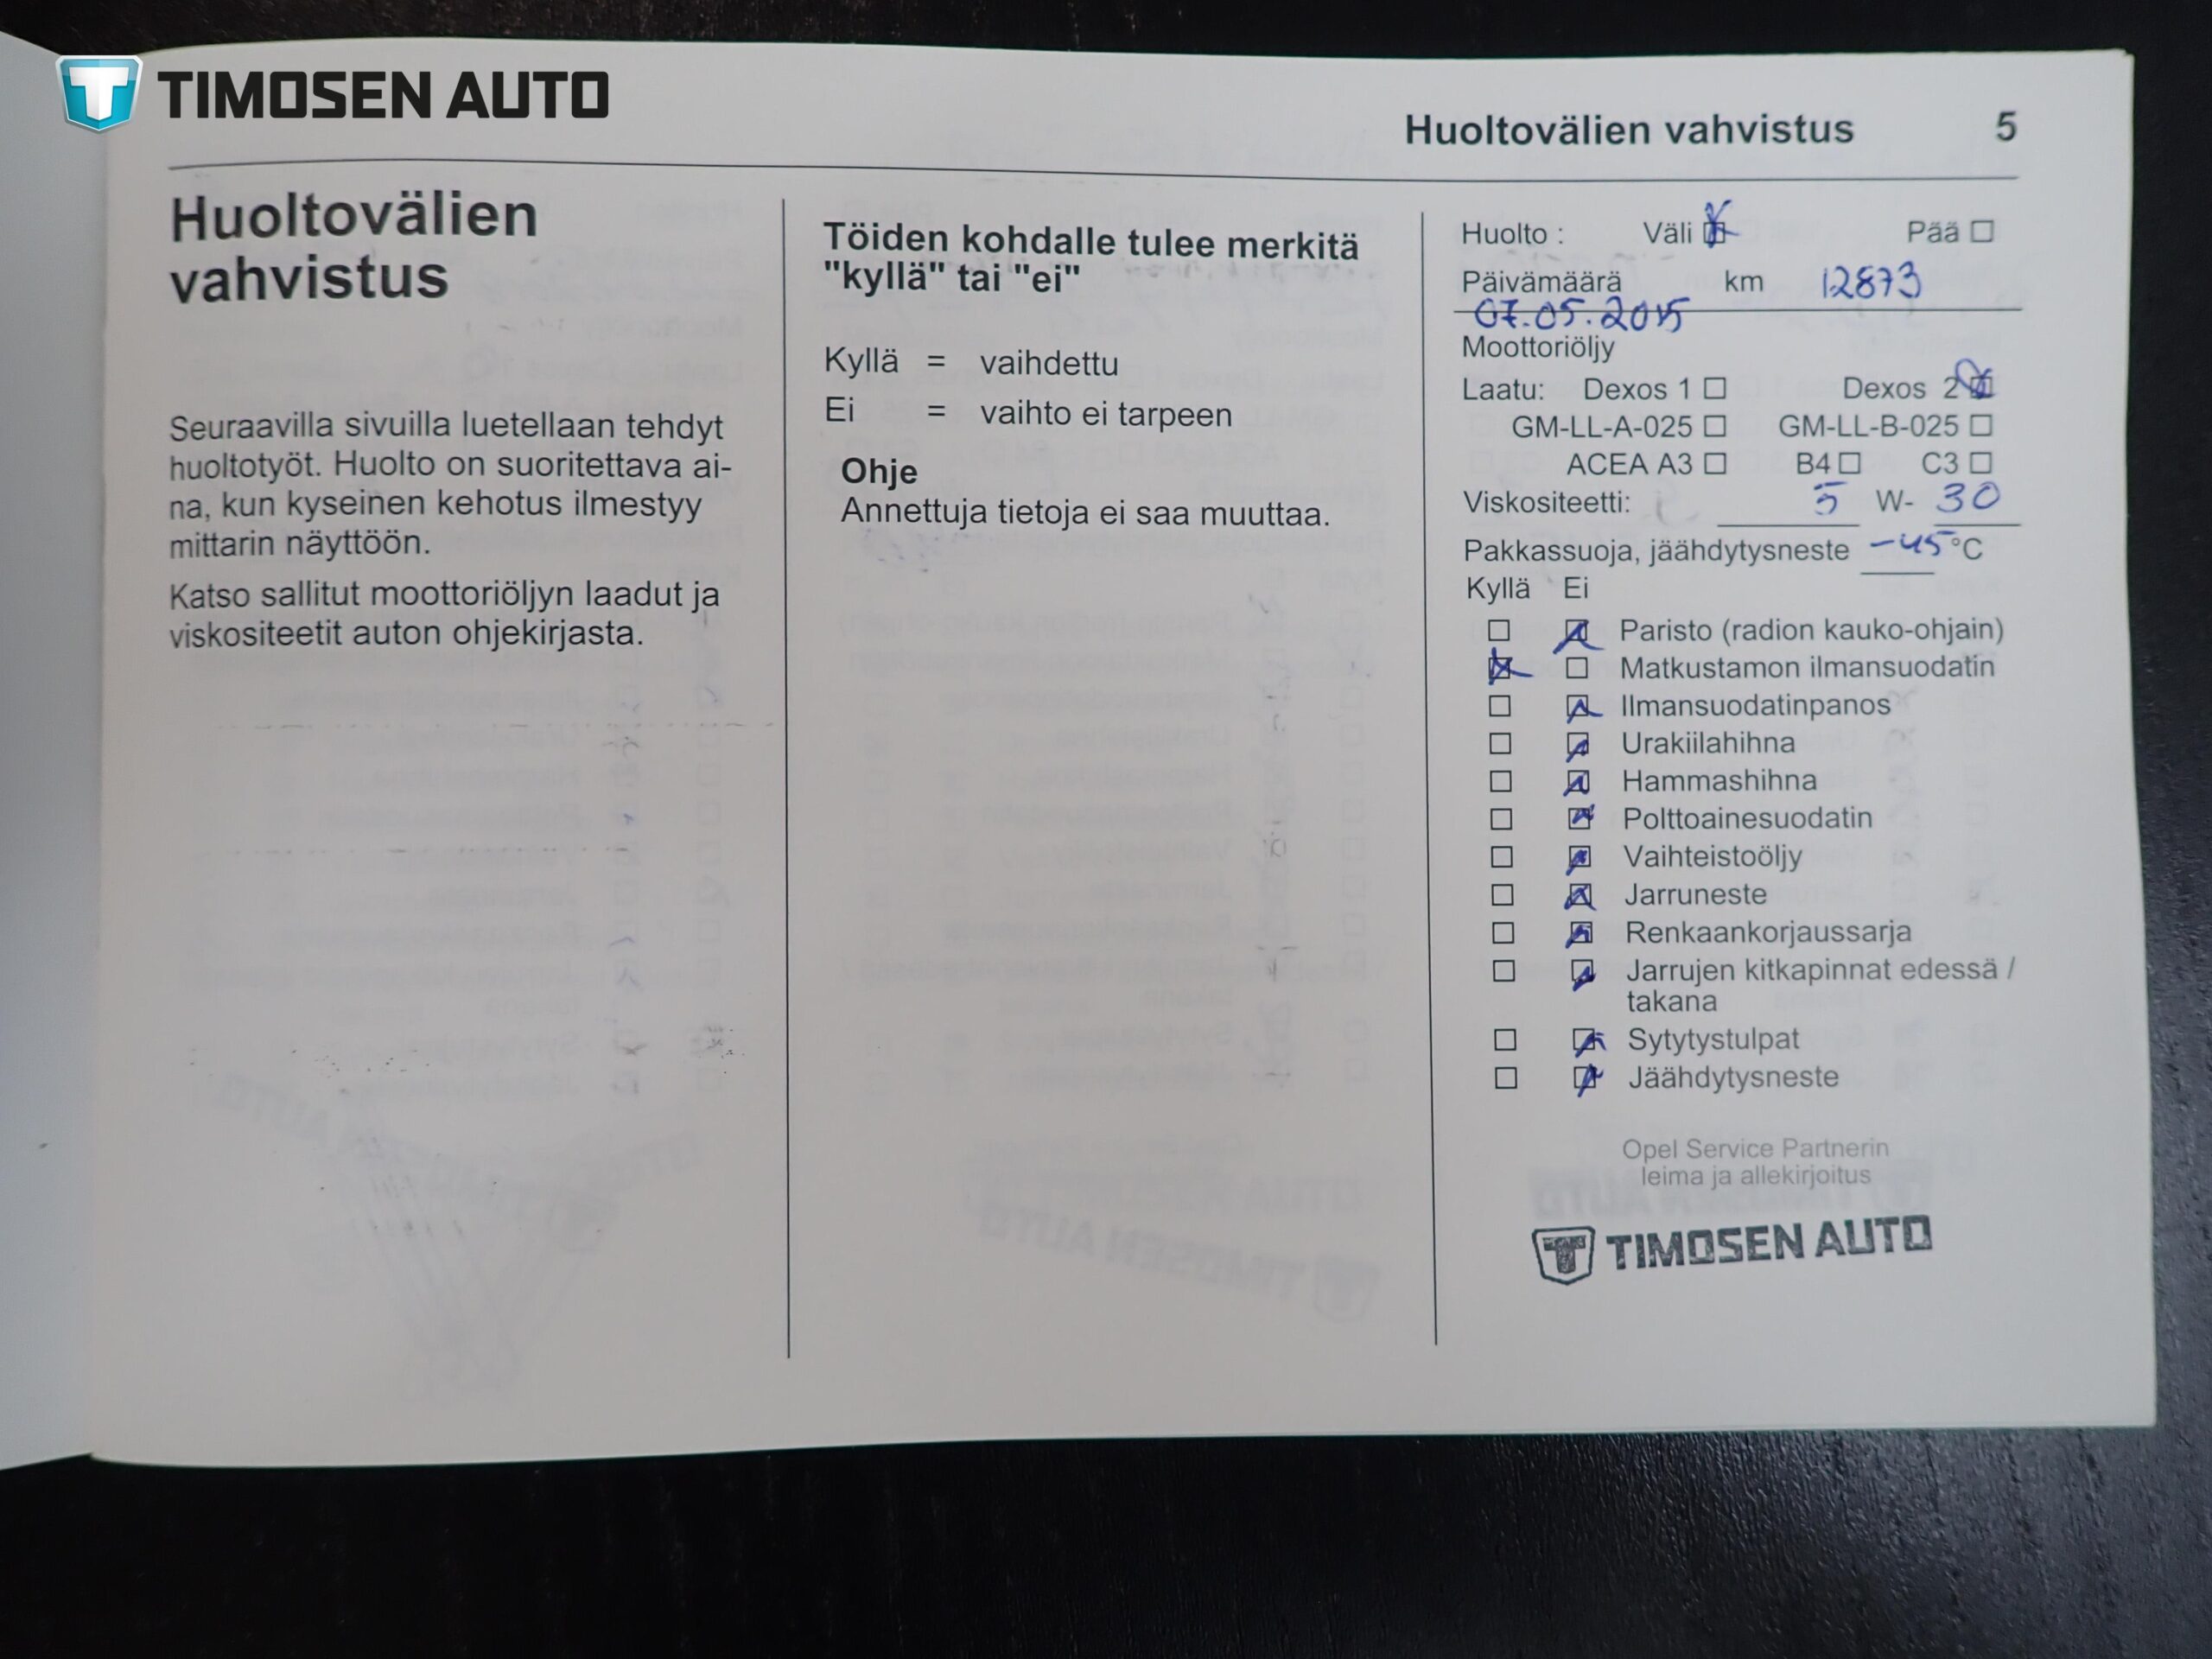 TIMOSEN AUTO
Huoltovälien vahvistus 5
Huoltovälien
vahvistus
Seuraavilla sivuilla luetellaan tehdyt
huoltotyöt. Huolto on suoritettava ai-
na, kun kyseinen kehotus ilmestyy
mittarin näyttöön.
Katso sallitut moottoriöljyn laadut ja
viskositeetit auton ohjekirjasta.
Töiden kohdalle tulee merkitä
"kyllä" tai "ei"
Kyllä = vaihdettu
Ei = vaihto ei tarpeen
Ohje
Annettuja tietoja ei saa muuttaa.
Huolto : Väli Pää
Päivämäärä km 12873
07.05.2015
Moottoriöljy
Laatu: Dexos 1 Dexos 2
GM-LL-A-025 GM-LL-B-025
ACEA A3 B4 C3
Viskositeetti: 5 W- 30
Pakkassuoja, jäähdytysneste -45 °C
Kyllä Ei
Paristo (radion kauko-ohjain)
Matkustamon ilmansuodatin
Ilmansuodatinpanos
Urakiilahihna
Hammashihna
Polttoainesuodatin
Vaihteistoöljy
Jarruneste
Renkaankorjaussarja
Jarrujen kitkapinnat edessä /
takana
Sytytystulpat
Jäähdytysneste
Opel Service Partnerin
leima ja allekirjoitus
TIMOSEN AUTO